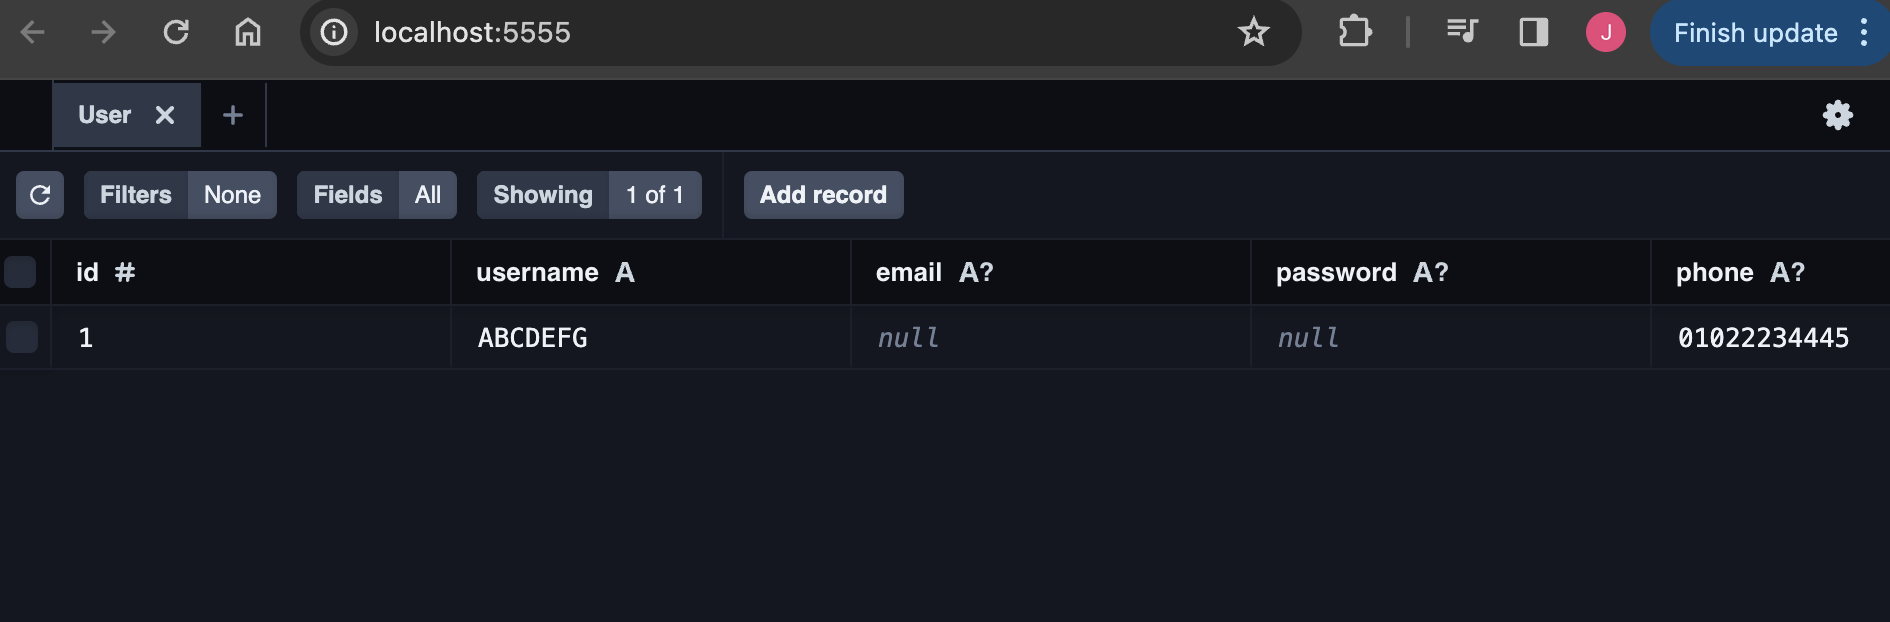 localhost:5555
J
Finish update
User
Filters None
Fields All
Showing 1 of 1
Add record
id # username A email A? password A? phone A?
1 ABCDEFG null null 01022234445